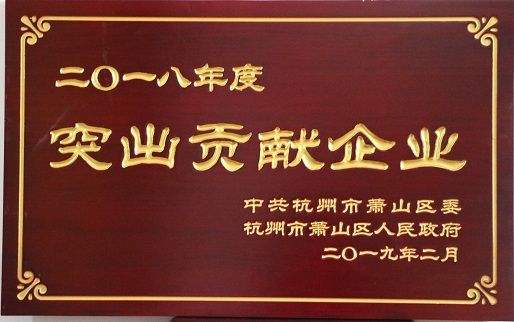 二〇一八年度
突出贡献企业
中共杭州市萧山区委
杭州市萧山区人民政府
二〇一九年二月